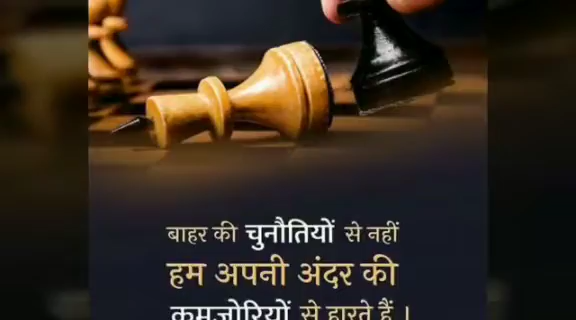 बाहर की चुनौतियों से नहीं
हम अपनी अंदर की
कमजोरियों से हारते हैं ।